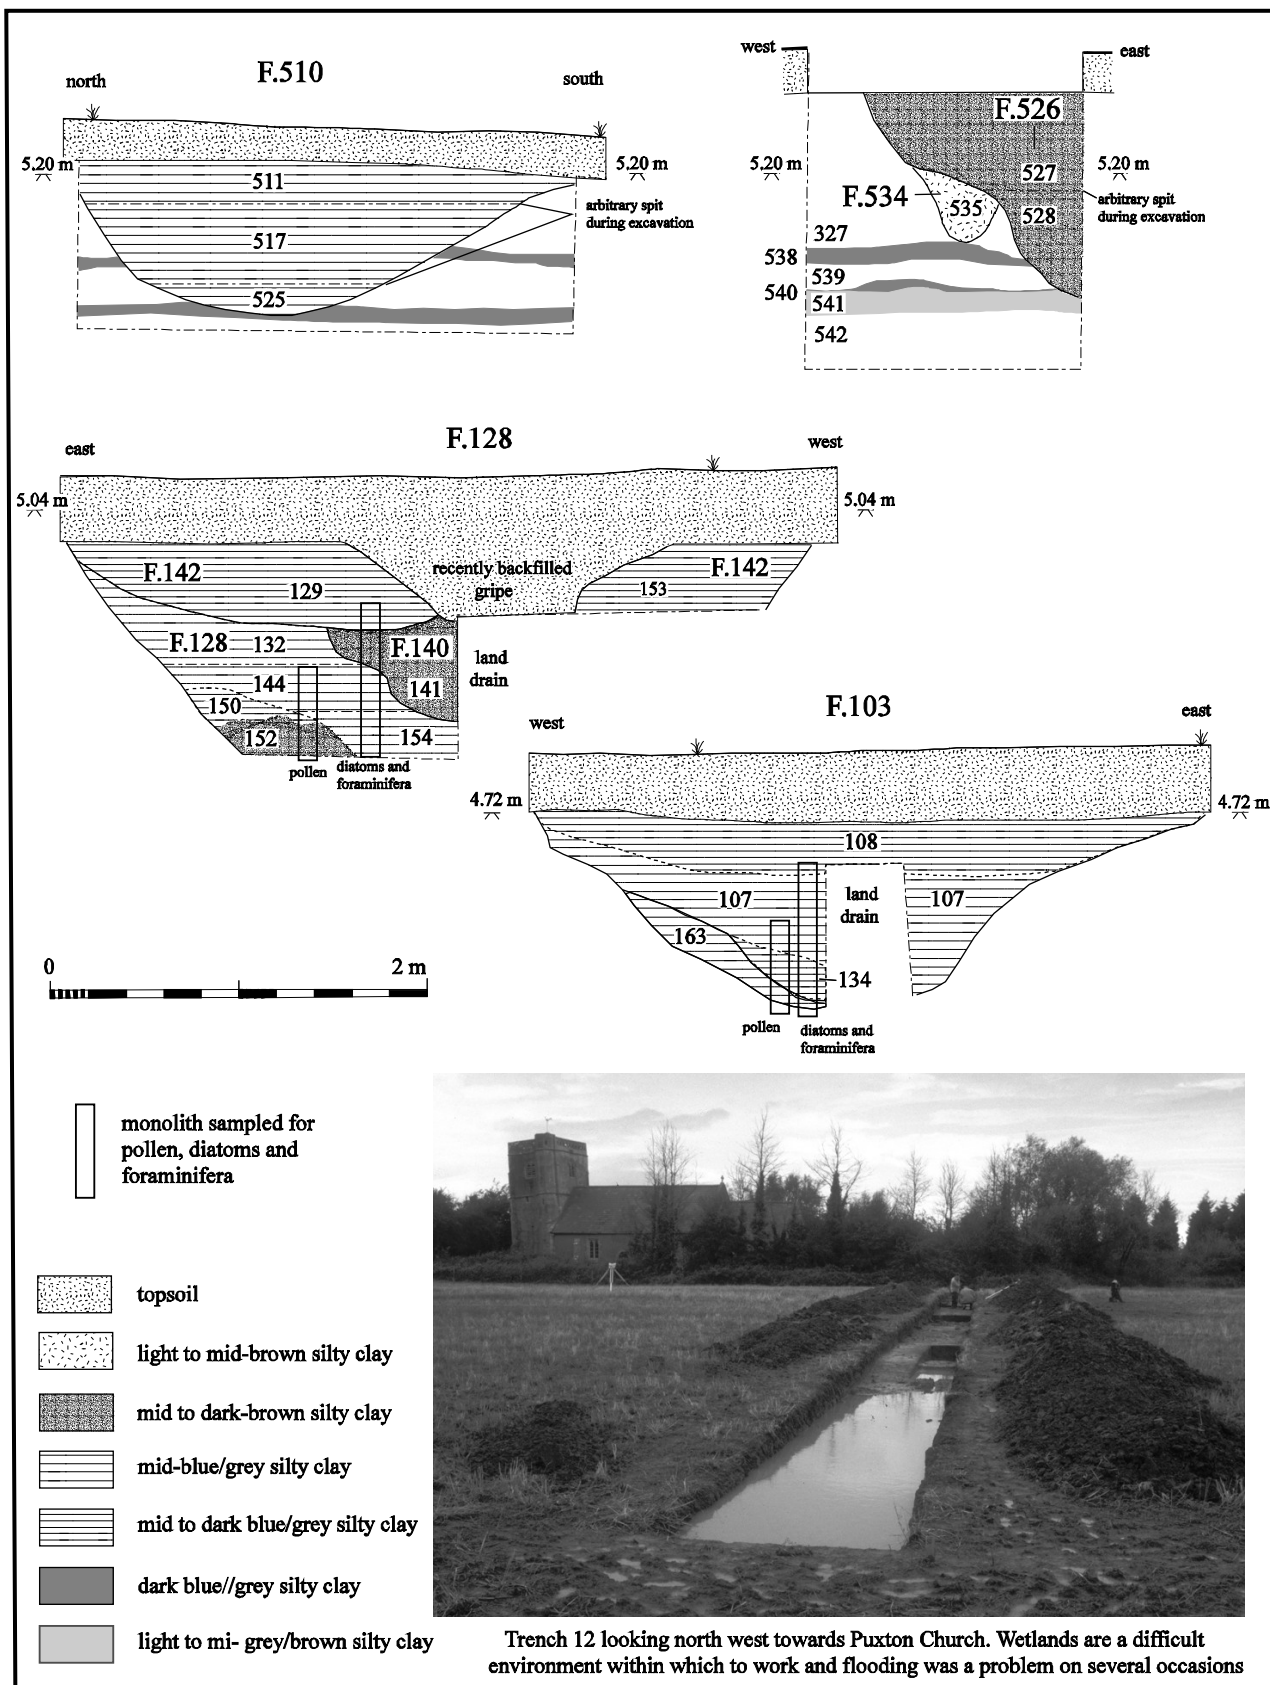 F.510
north
south
5.20 m
5.20 m
511
517
525
arbitrary spit
during excavation
west
east
F.526
5.20 m
5.20 m
527
F.534
535
528
arbitrary spit
during excavation
327
538
539
540
541
542
F.128
east
west
5.04 m
5.04 m
F.142
129
recently backfilled
gripe
F.142
153
F.128
132
F.140
land
drain
144
141
150
152
154
pollen
diatoms and
foraminifera
F.103
west
east
4.72 m
4.72 m
108
107
land
drain
107
163
134
pollen
diatoms and
foraminifera
0
2 m
monolith sampled for
pollen, diatoms and
foraminifera
topsoil
light to mid-brown silty clay
mid to dark-brown silty clay
mid-blue/grey silty clay
mid to dark blue/grey silty clay
dark blue//grey silty clay
light to mi- grey/brown silty clay
Trench 12 looking north west towards Puxton Church. Wetlands are a difficult
environment within which to work and flooding was a problem on several occasions